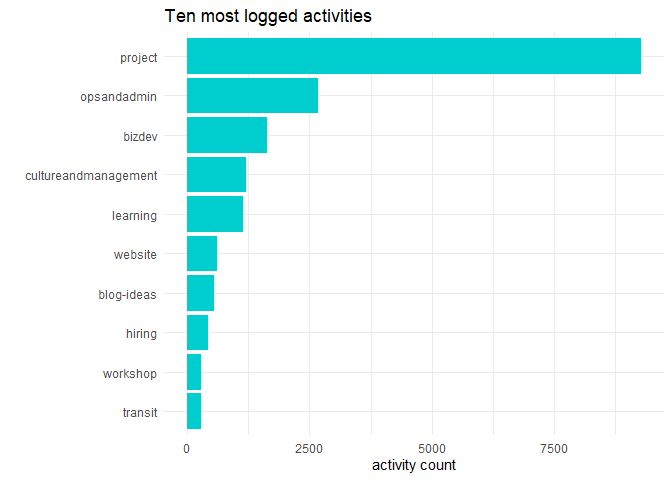 Ten most logged activities
project
opsandadmin
bizdev
cultureandmanagement
learning
website
blog-ideas
hiring
workshop
transit
0 2500 5000 7500
activity count